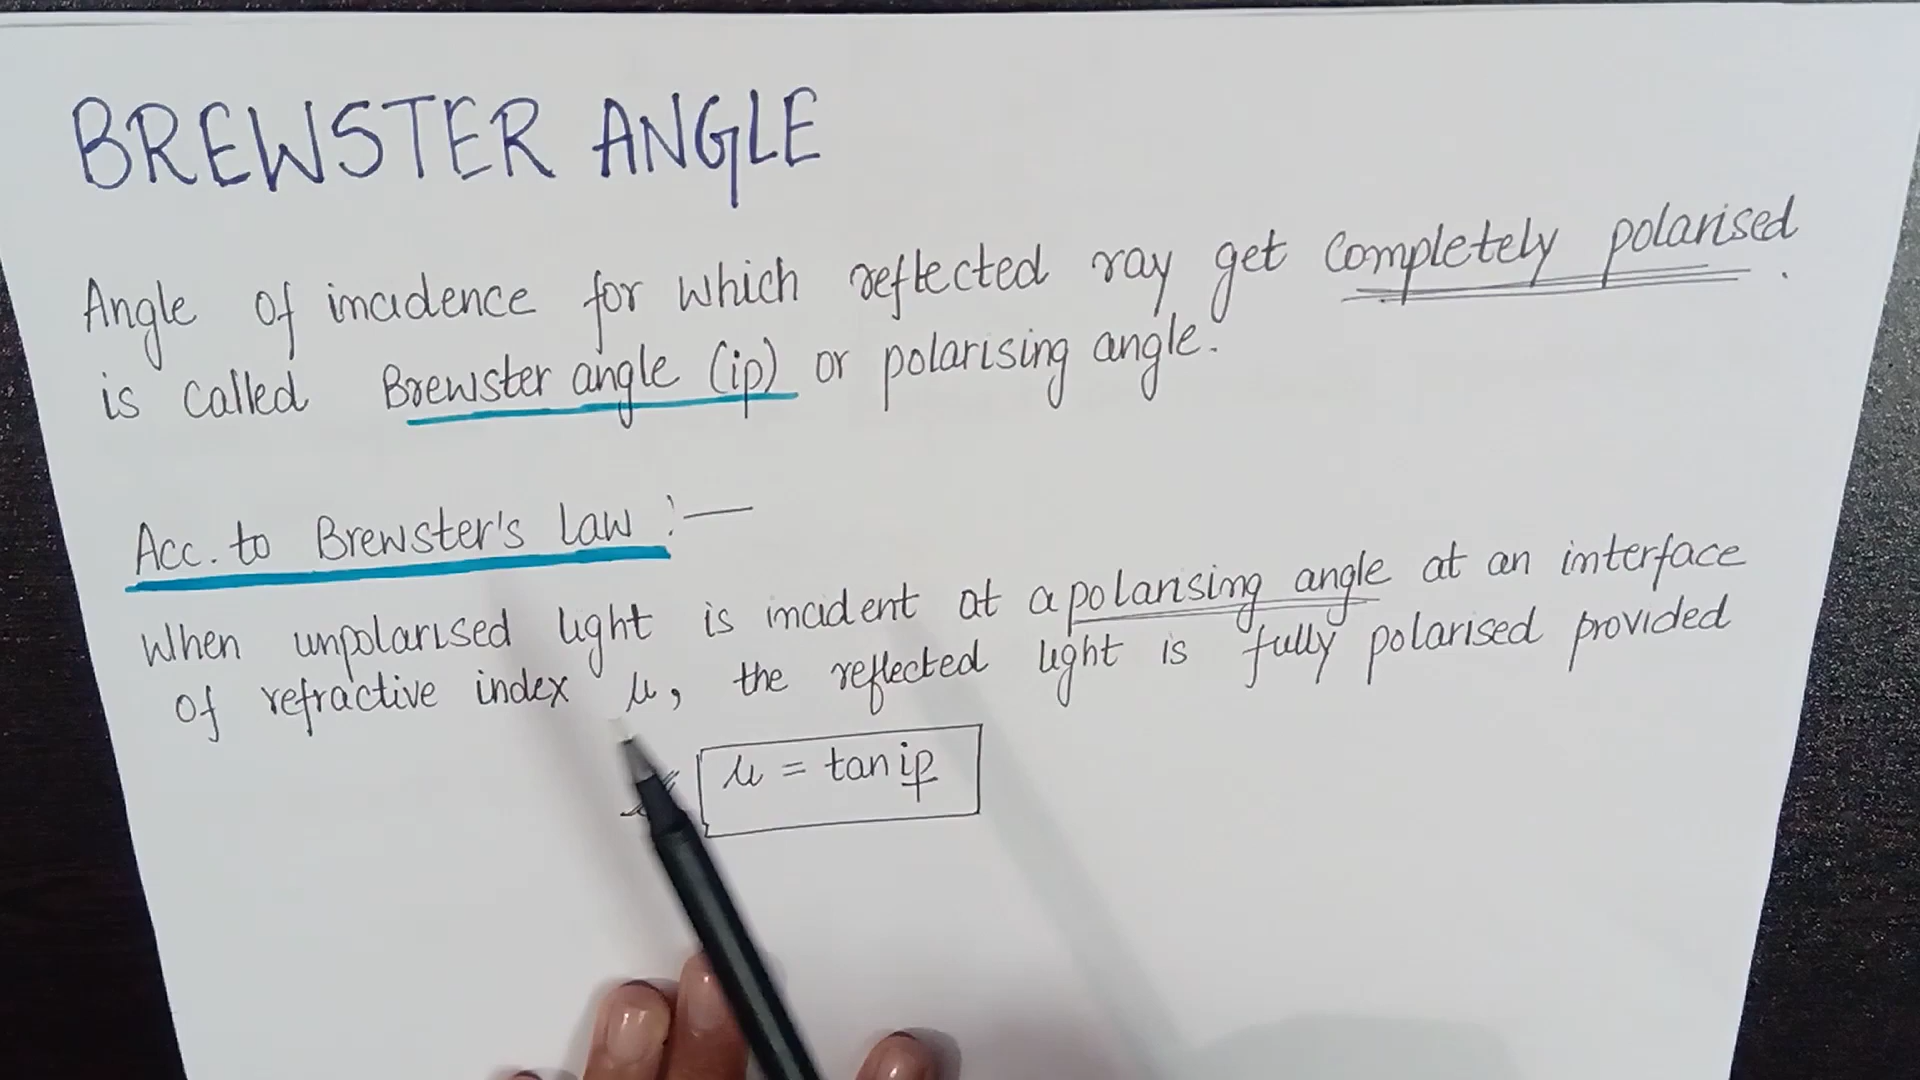 BREWSTER ANGLE
Angle of incidence for which reflected ray get completely polarised.
is called Brewster angle (ip) or polarising angle.
Acc. to Brewster's law :—
When unpolarised light is incident at a polarising angle at an interface
of refractive index μ, the reflected light is fully polarised provided
μ = tan ip